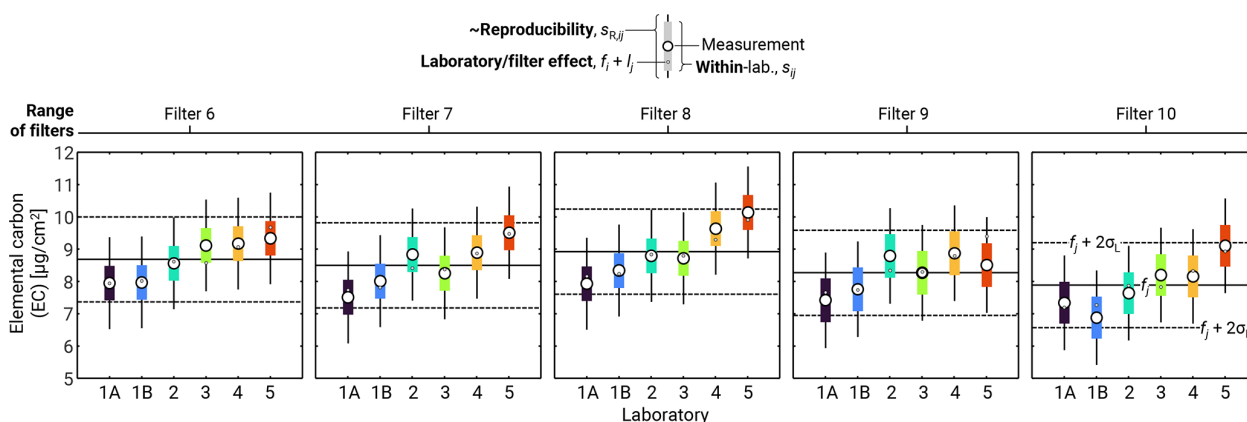 ~Reproducibility, sR,ij
Measurement
Laboratory/filter effect, fi + lj
Within-lab., sij
Range
of filters
Filter 6
Filter 7
Filter 8
Filter 9
Filter 10
Elemental carbon
(EC) [µg/cm²]
12
11
10
9
8
7
6
5
fj + 2σL
fj
fj + 2σ
1A 1B 2 3 4 5
1A 1B 2 3 4 5
1A 1B 2 3 4 5
1A 1B 2 3 4 5
1A 1B 2 3 4 5
Laboratory